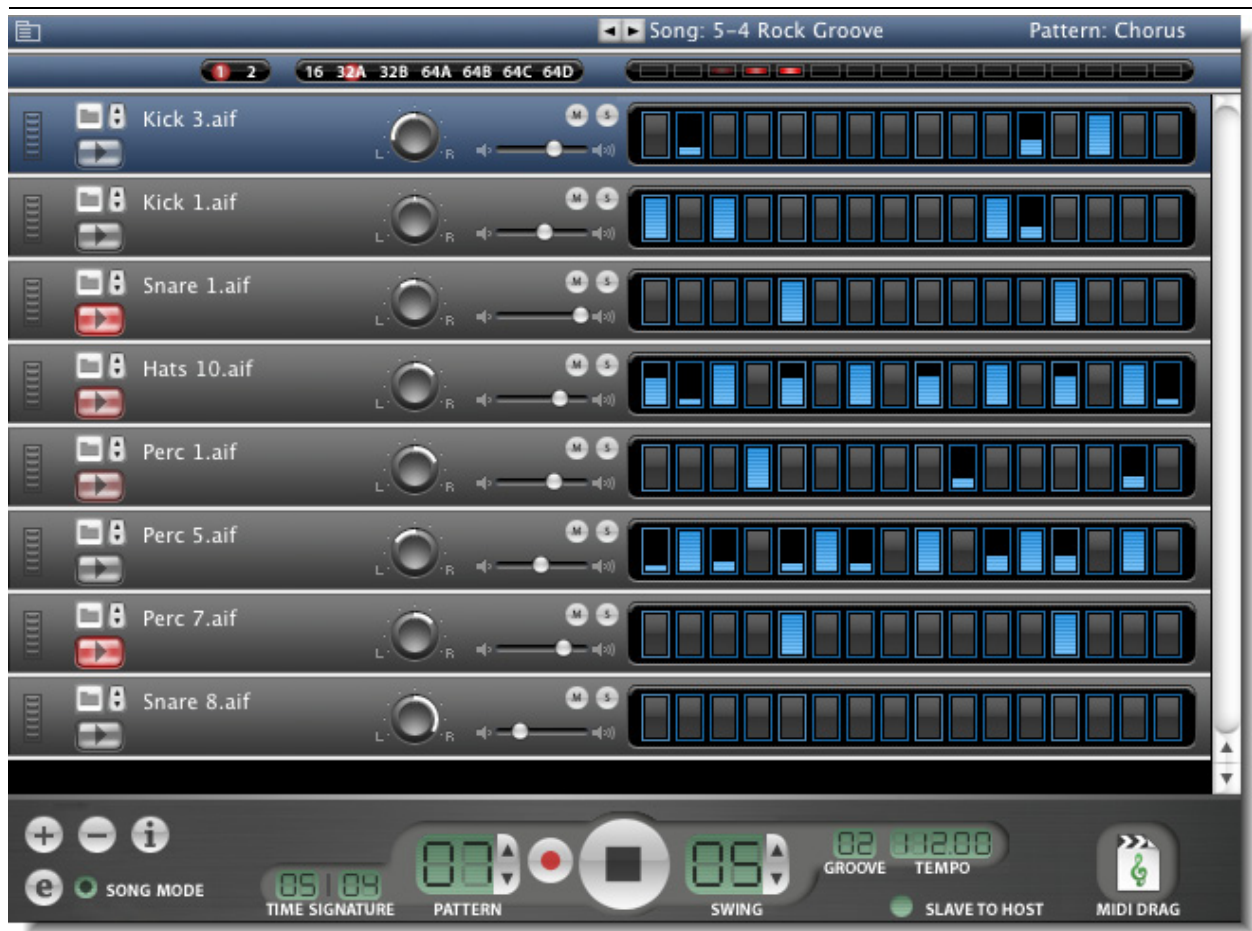 Song: 5-4 Rock Groove
Pattern: Chorus
1 2
16 32A 32B 64A 64B 64C 64D
Kick 3.aif
M S
L R
Kick 1.aif
M S
L R
Snare 1.aif
M S
L R
Hats 10.aif
M S
L R
Perc 1.aif
M S
L R
Perc 5.aif
M S
L R
Perc 7.aif
M S
L R
Snare 8.aif
M S
L R
+ − i
e SONG MODE
05 | 04
TIME SIGNATURE
07
PATTERN
05
SWING
02
GROOVE
112.00
TEMPO
SLAVE TO HOST
MIDI DRAG